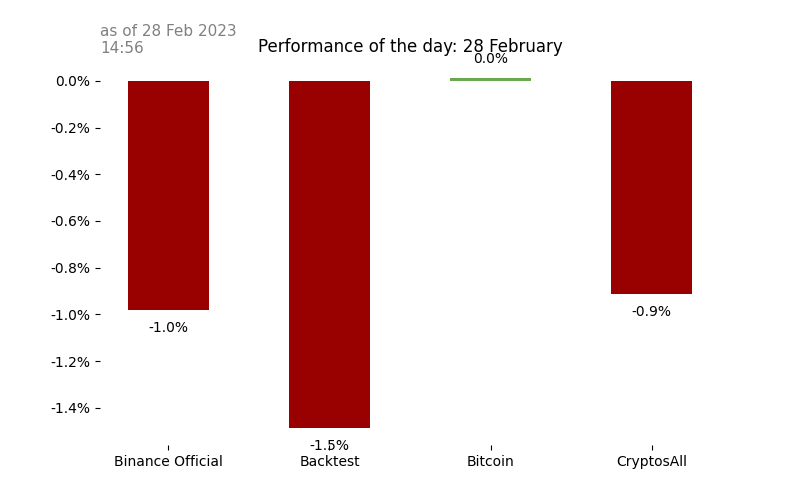 as of 28 Feb 2023
14:56
Performance of the day: 28 February
0.0%
0.0%
-0.2%
-0.4%
-0.6%
-0.8%
-1.0%
-1.2%
-1.4%
-1.0%
-1.5%
-0.9%
Binance Official
Backtest
Bitcoin
CryptosAll